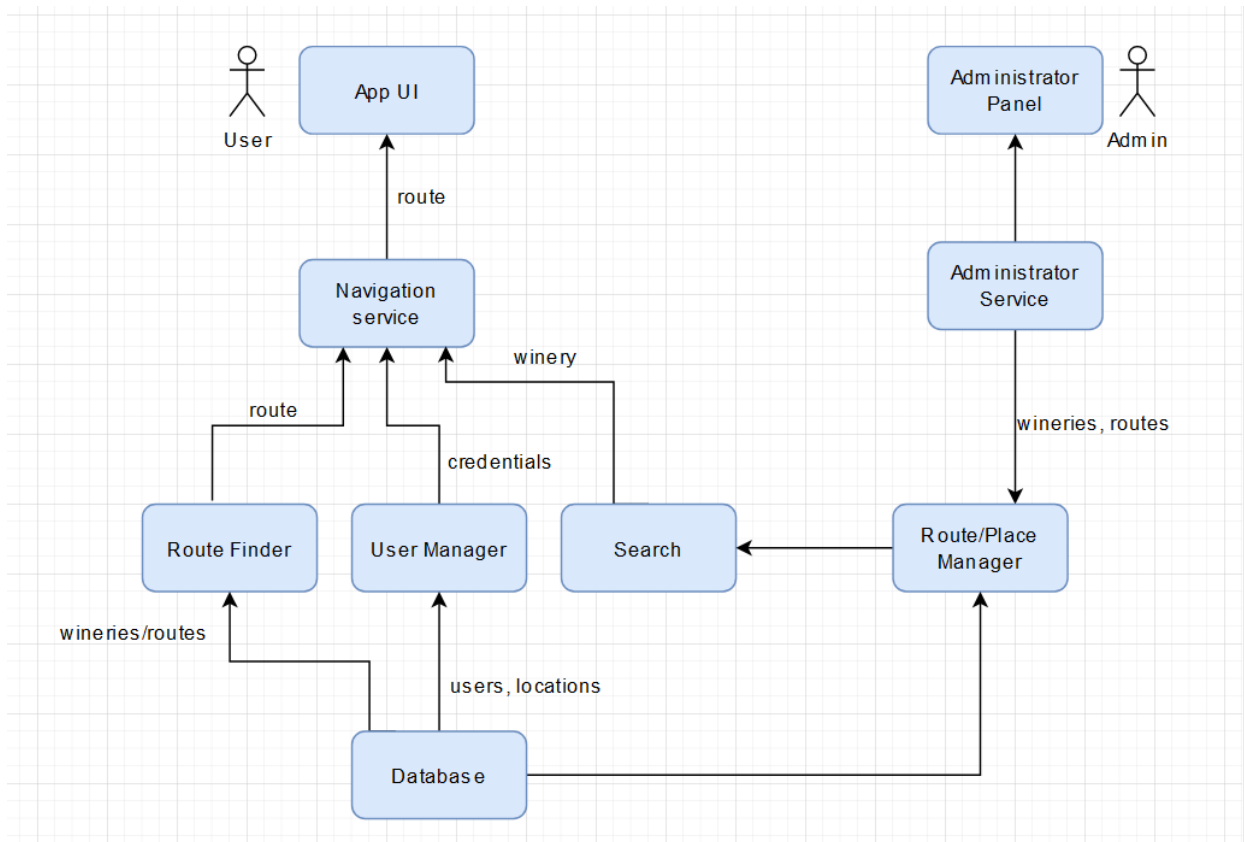 App UI
User
Administrator
Panel
Admin
route
Navigation
service
Administrator
Service
winery
route
credentials
wineries, routes
Route Finder
User Manager
Search
Route/Place
Manager
wineries/routes
users, locations
Database